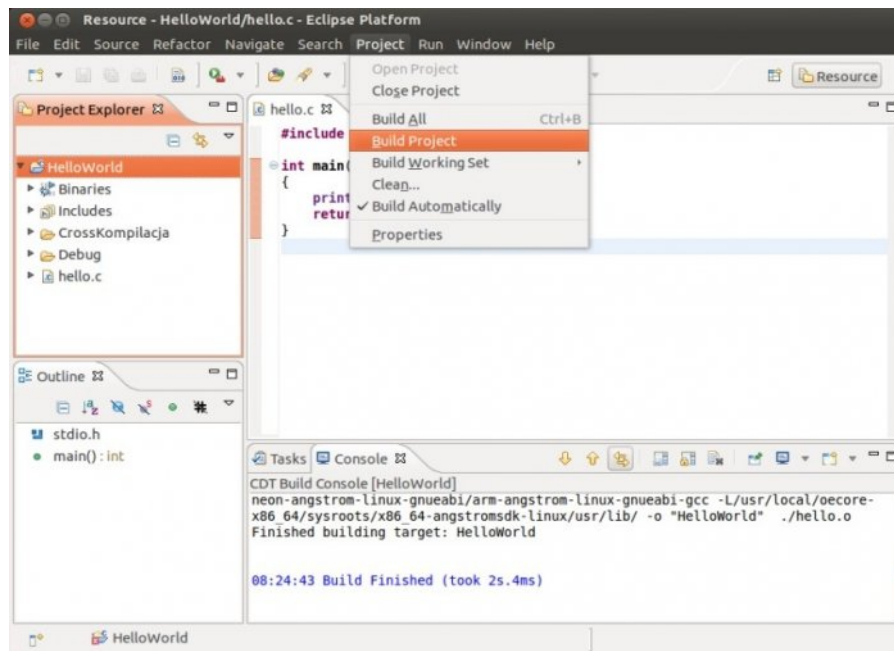 Resource - HelloWorld/hello.c - Eclipse Platform
File Edit Source Refactor Navigate Search Project Run Window Help
Resource
Open Project
Close Project
Build All Ctrl+B
Build Project
Build Working Set
Clean...
Build Automatically
Properties
Project Explorer
HelloWorld
Binaries
Includes
CrossKompilacja
Debug
hello.c
hello.c
#include
int main(
{
print
retur
}
Outline
stdio.h
main() : int
Tasks Console
CDT Build Console [HelloWorld]
neon-angstrom-linux-gnueabi/arm-angstrom-linux-gnueabi-gcc -L/usr/local/oecore-
x86_64/sysroots/x86_64-angstromsdk-linux/usr/lib/ -o "HelloWorld" ./hello.o
Finished building target: HelloWorld
08:24:43 Build Finished (took 2s.4ms)
HelloWorld